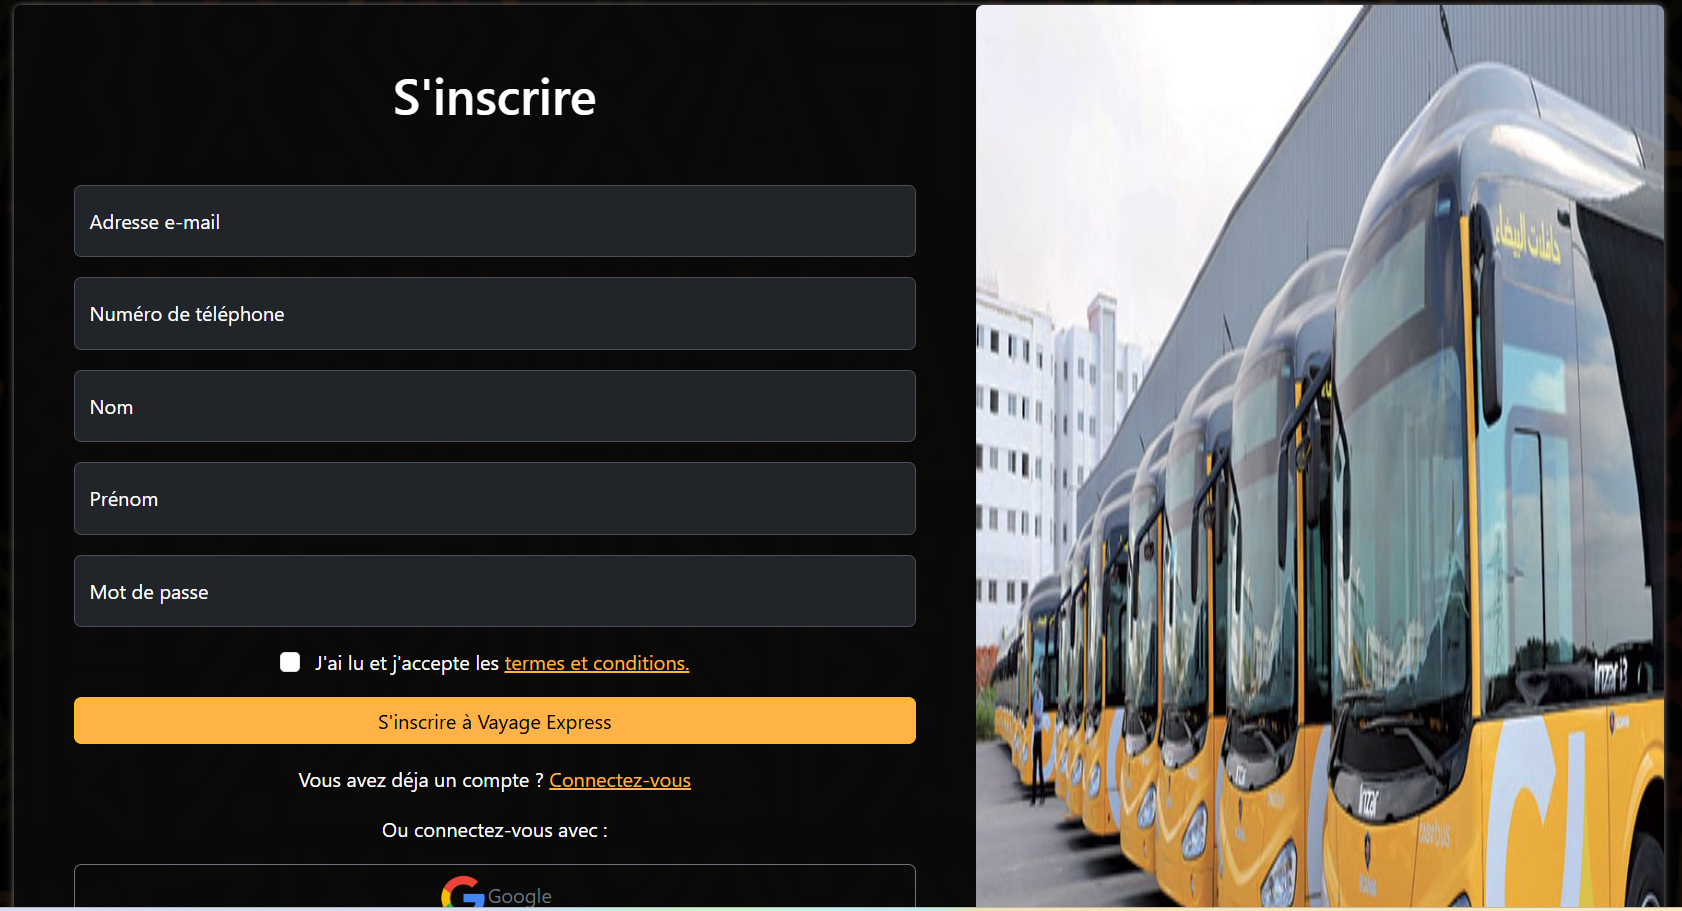 S'inscrire
Adresse e-mail
Numéro de téléphone
Nom
Prénom
Mot de passe
J'ai lu et j'accepte les termes et conditions.
S'inscrire à Vayage Express
Vous avez déja un compte ? Connectez-vous
Ou connectez-vous avec :
Google
حافلات البيضاء
Irizar i3
Irizar
SCANIA